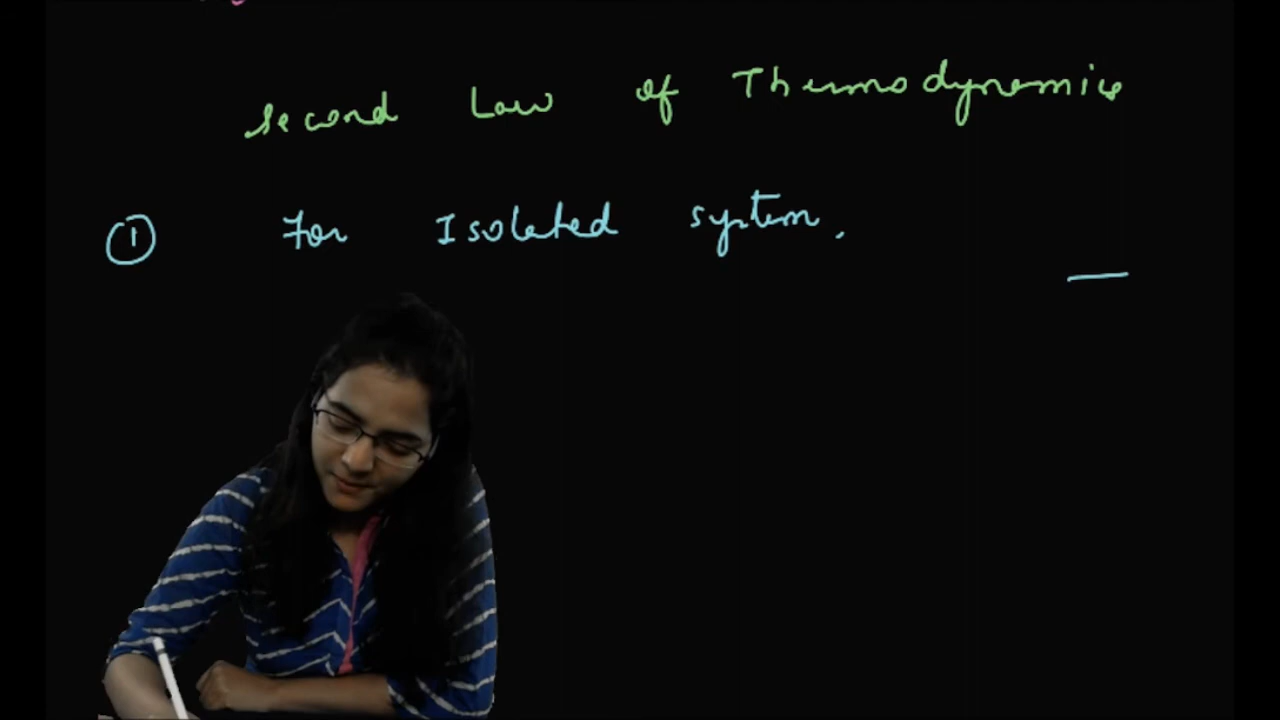 Second Law of Thermodynamics
① For Isolated system,